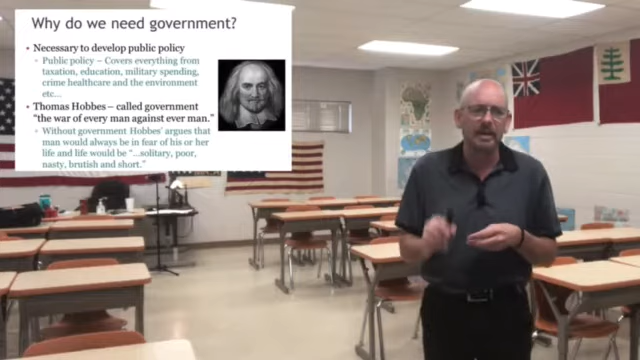 Why do we need government?
• Necessary to develop public policy
▫ Public policy – Covers everything from
taxation, education, military spending,
crime healthcare and the environment
etc…
• Thomas Hobbes – called government
“the war of every man against ever man.”
▫ Without government Hobbes’ argues that
man would always be in fear of his or her
life and life would be “…solitary, poor,
nasty, brutish and short.”